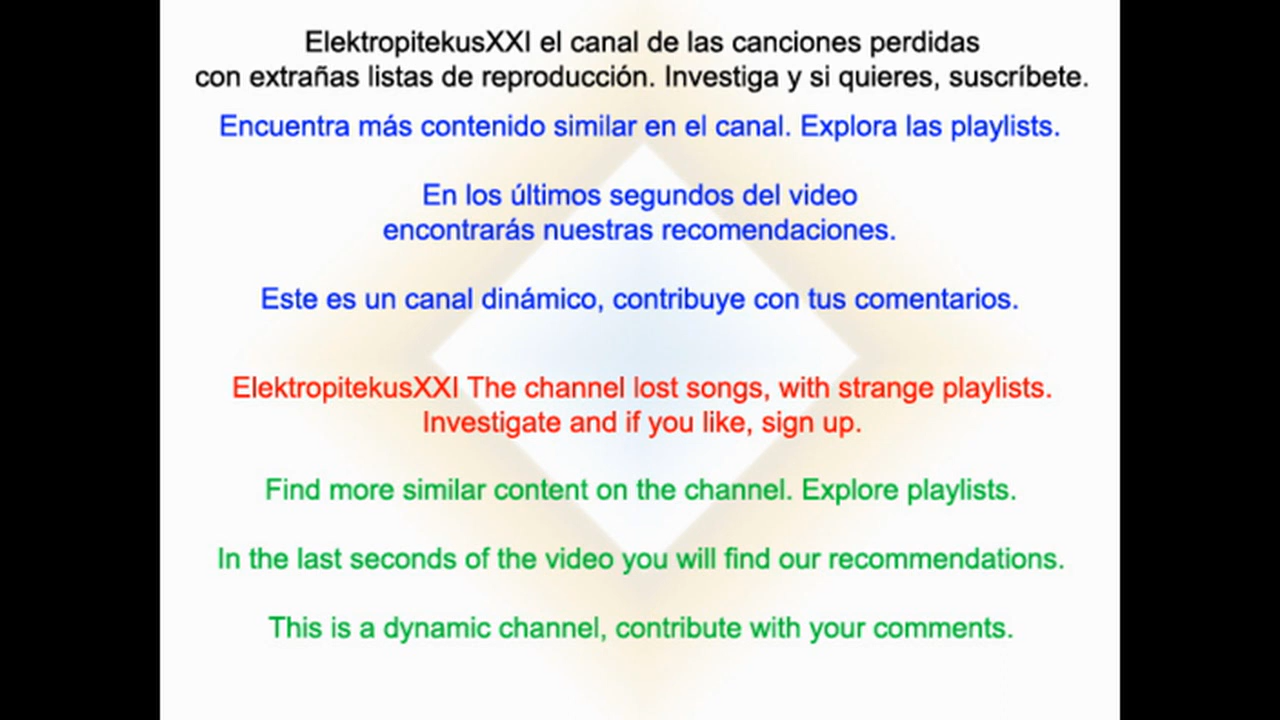 ElektropitekusXXI el canal de las canciones perdidas
con extrañas listas de reproducción. Investiga y si quieres, suscríbete.
Encuentra más contenido similar en el canal. Explora las playlists.
En los últimos segundos del video
encontrarás nuestras recomendaciones.
Este es un canal dinámico, contribuye con tus comentarios.
ElektropitekusXXI The channel lost songs, with strange playlists.
Investigate and if you like, sign up.
Find more similar content on the channel. Explore playlists.
In the last seconds of the video you will find our recommendations.
This is a dynamic channel, contribute with your comments.